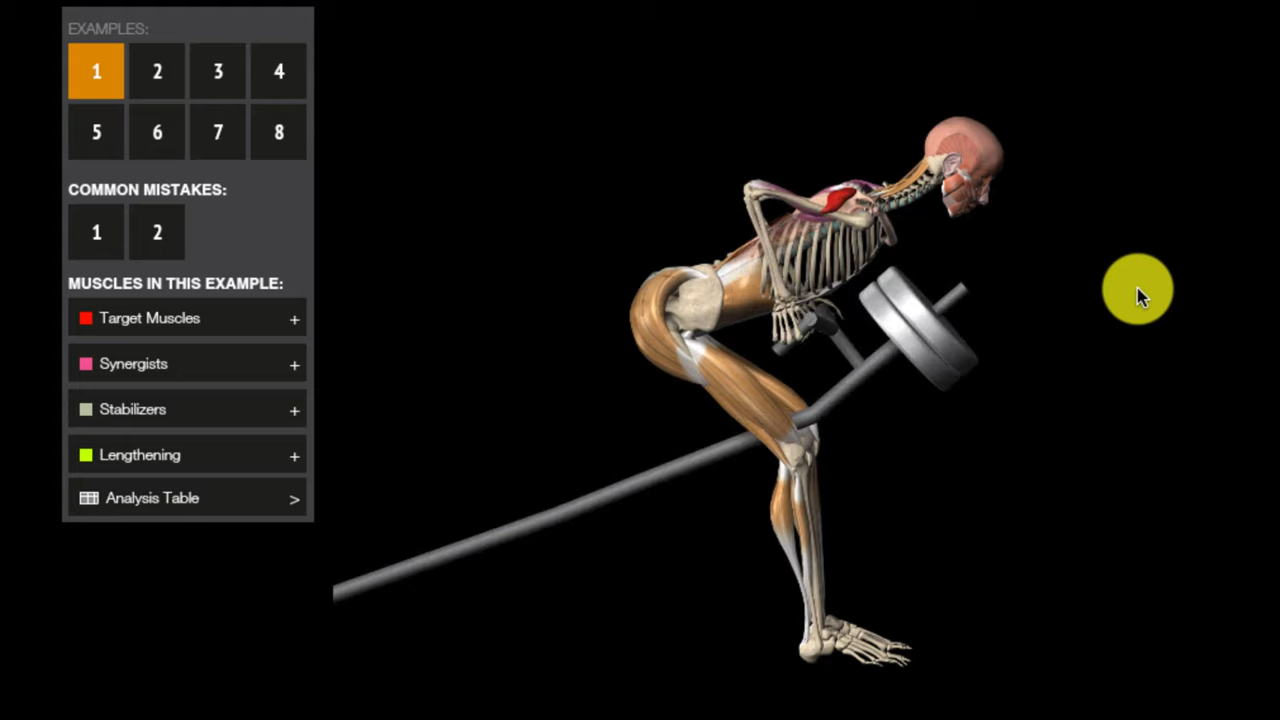 EXAMPLES:
1 2 3 4
5 6 7 8
COMMON MISTAKES:
1 2
MUSCLES IN THIS EXAMPLE:
Target Muscles +
Synergists +
Stabilizers +
Lengthening +
Analysis Table >